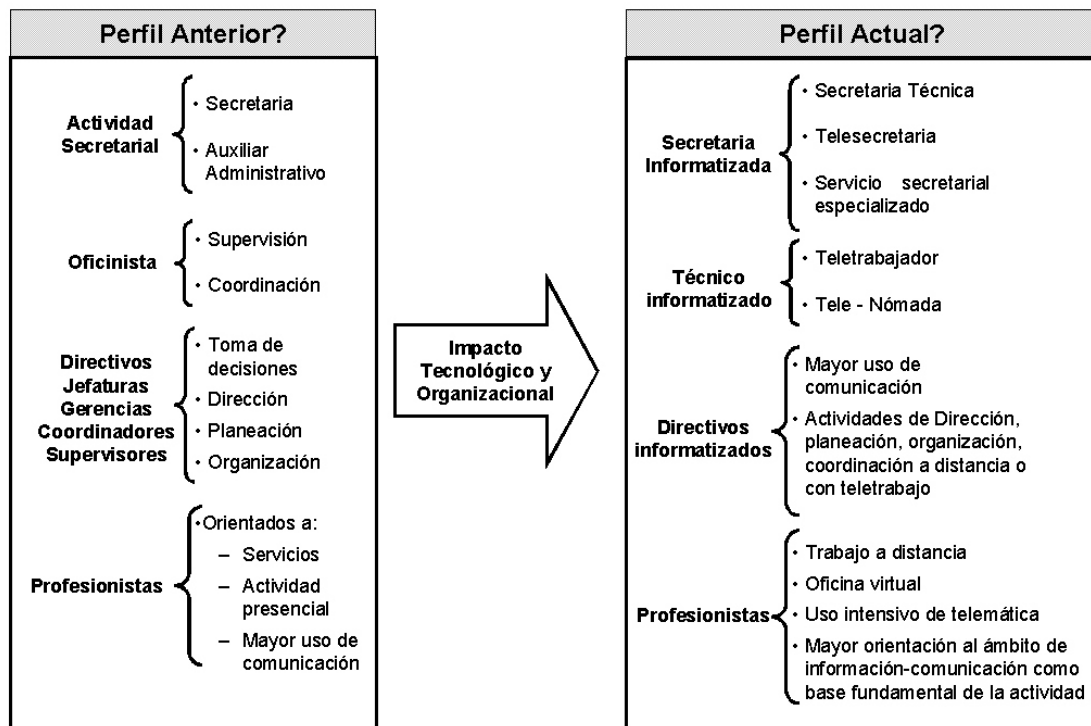 Perfil Anterior?
Actividad
Secretarial
• Secretaria
• Auxiliar
Administrativo
Oficinista
• Supervisión
• Coordinación
Directivos
Jefaturas
Gerencias
Coordinadores
Supervisores
• Toma de
decisiones
• Dirección
• Planeación
• Organización
Profesionistas
• Orientados a:
– Servicios
– Actividad
presencial
– Mayor uso de
comunicación
Impacto
Tecnológico y
Organizacional
Perfil Actual?
Secretaria
Informatizada
• Secretaria Técnica
• Telesecretaria
• Servicio secretarial
especializado
Técnico
informatizado
• Teletrabajador
• Tele - Nómada
Directivos
informatizados
• Mayor uso de
comunicación
• Actividades de Dirección,
planeación, organización,
coordinación a distancia o
con teletrabajo
Profesionistas
• Trabajo a distancia
• Oficina virtual
• Uso intensivo de telemática
• Mayor orientación al ámbito de
información-comunicación como
base fundamental de la actividad